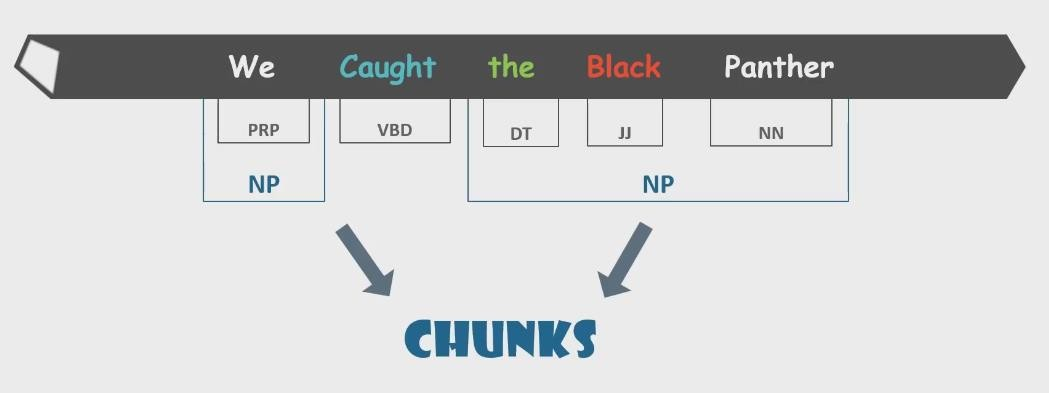 We Caught the Black Panther
PRP VBD DT JJ NN
NP NP
CHUNKS